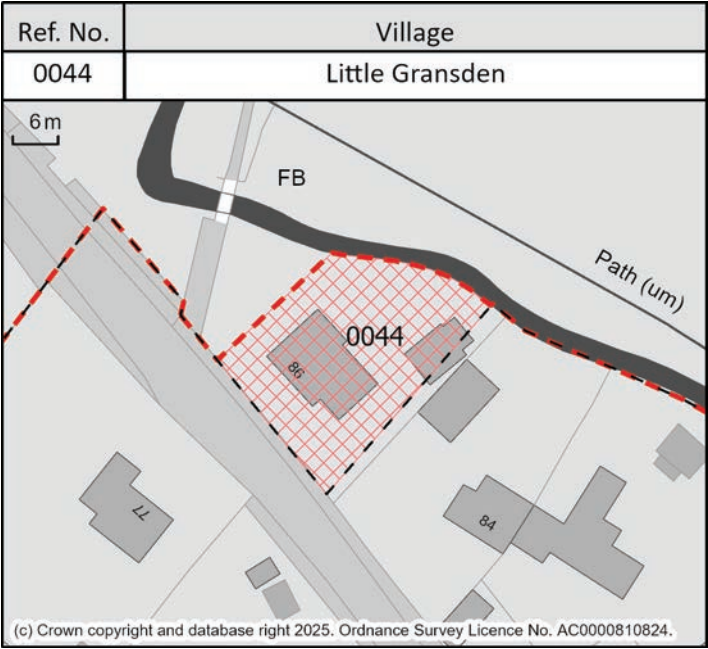 Ref. No. Village
0044 Little Gransden
6 m
FB
Path (um)
0044
86
77
84
(c) Crown copyright and database right 2025. Ordnance Survey Licence No. AC0000810824.